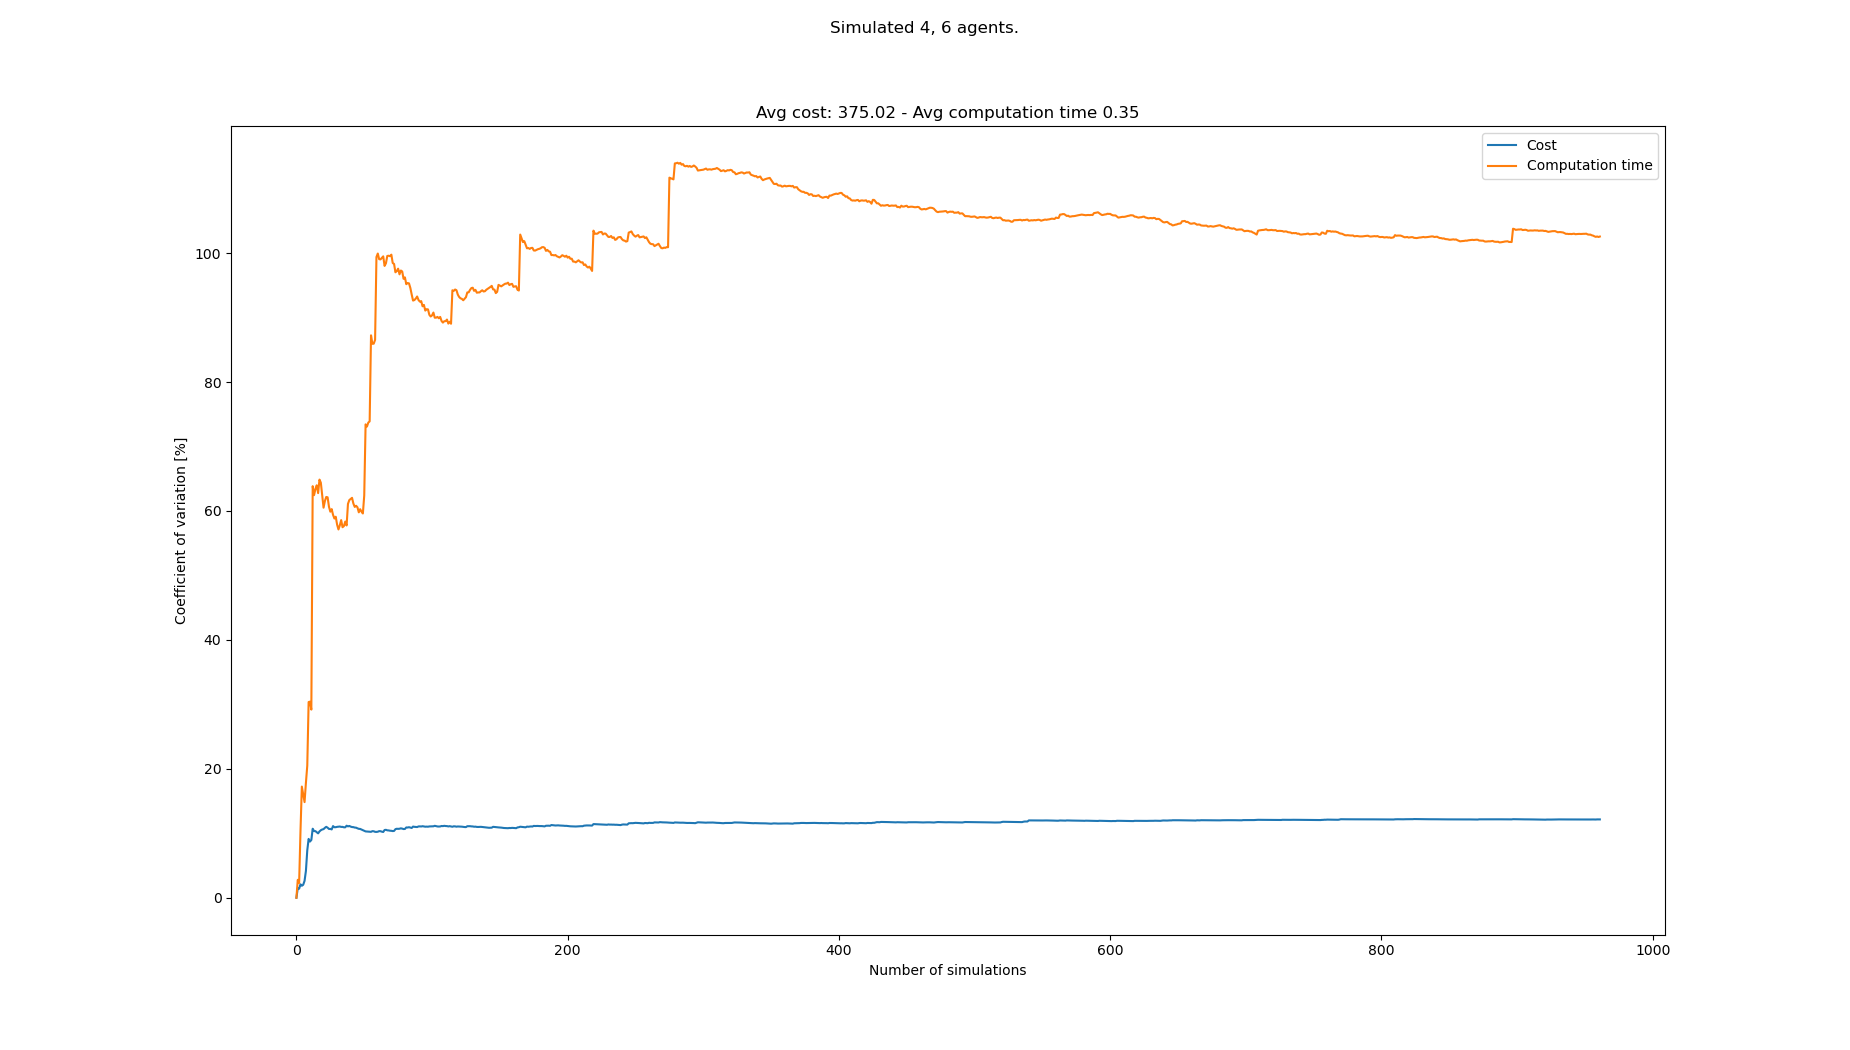 Simulated 4, 6 agents.
Avg cost: 375.02 - Avg computation time 0.35
Cost
Computation time
Coefficient of variation [%]
100
80
60
40
20
0
0 200 400 600 800 1000
Number of simulations